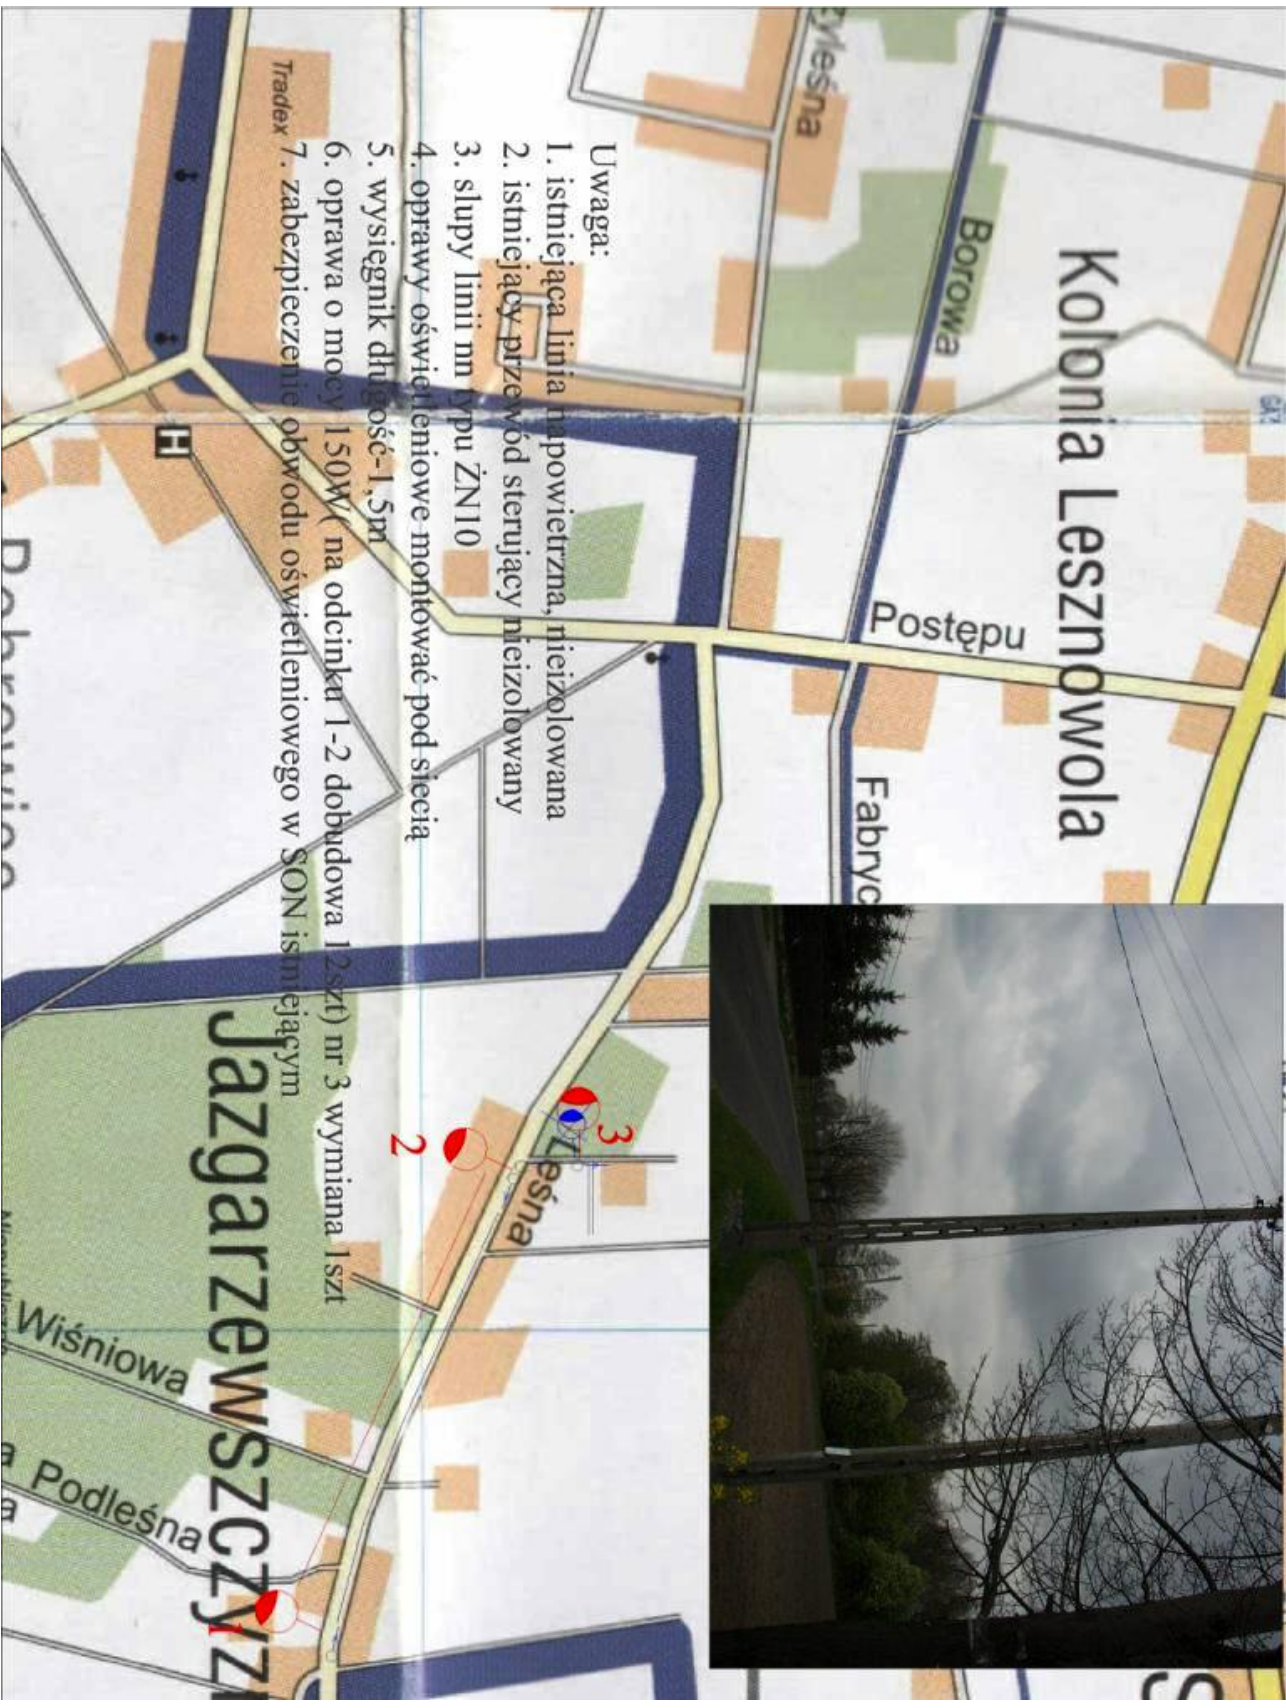 Kolonia Lesznowola
Borowa
Postępu
Fabryc
Tradex
H
Uwaga:
1. istniejąca linia napowietrzna, nieizolowana
2. istniejący przewód sterujący nieizolowany
3. slupy linii nn typu ŻN10
4. oprawy oświetleniowe montować pod siecią
5. wysięgnik długość-1,5m
6. oprawa o mocy 150W( na odcinku 1-2 dobudowa 12szt) nr 3 wymiana 1szt
7. zabezpieczenie obwodu oświetleniowego w SON istniejącym
3
Leśna
2
Jazgarzewszczyz
Wiśniowa
Podleśna
1